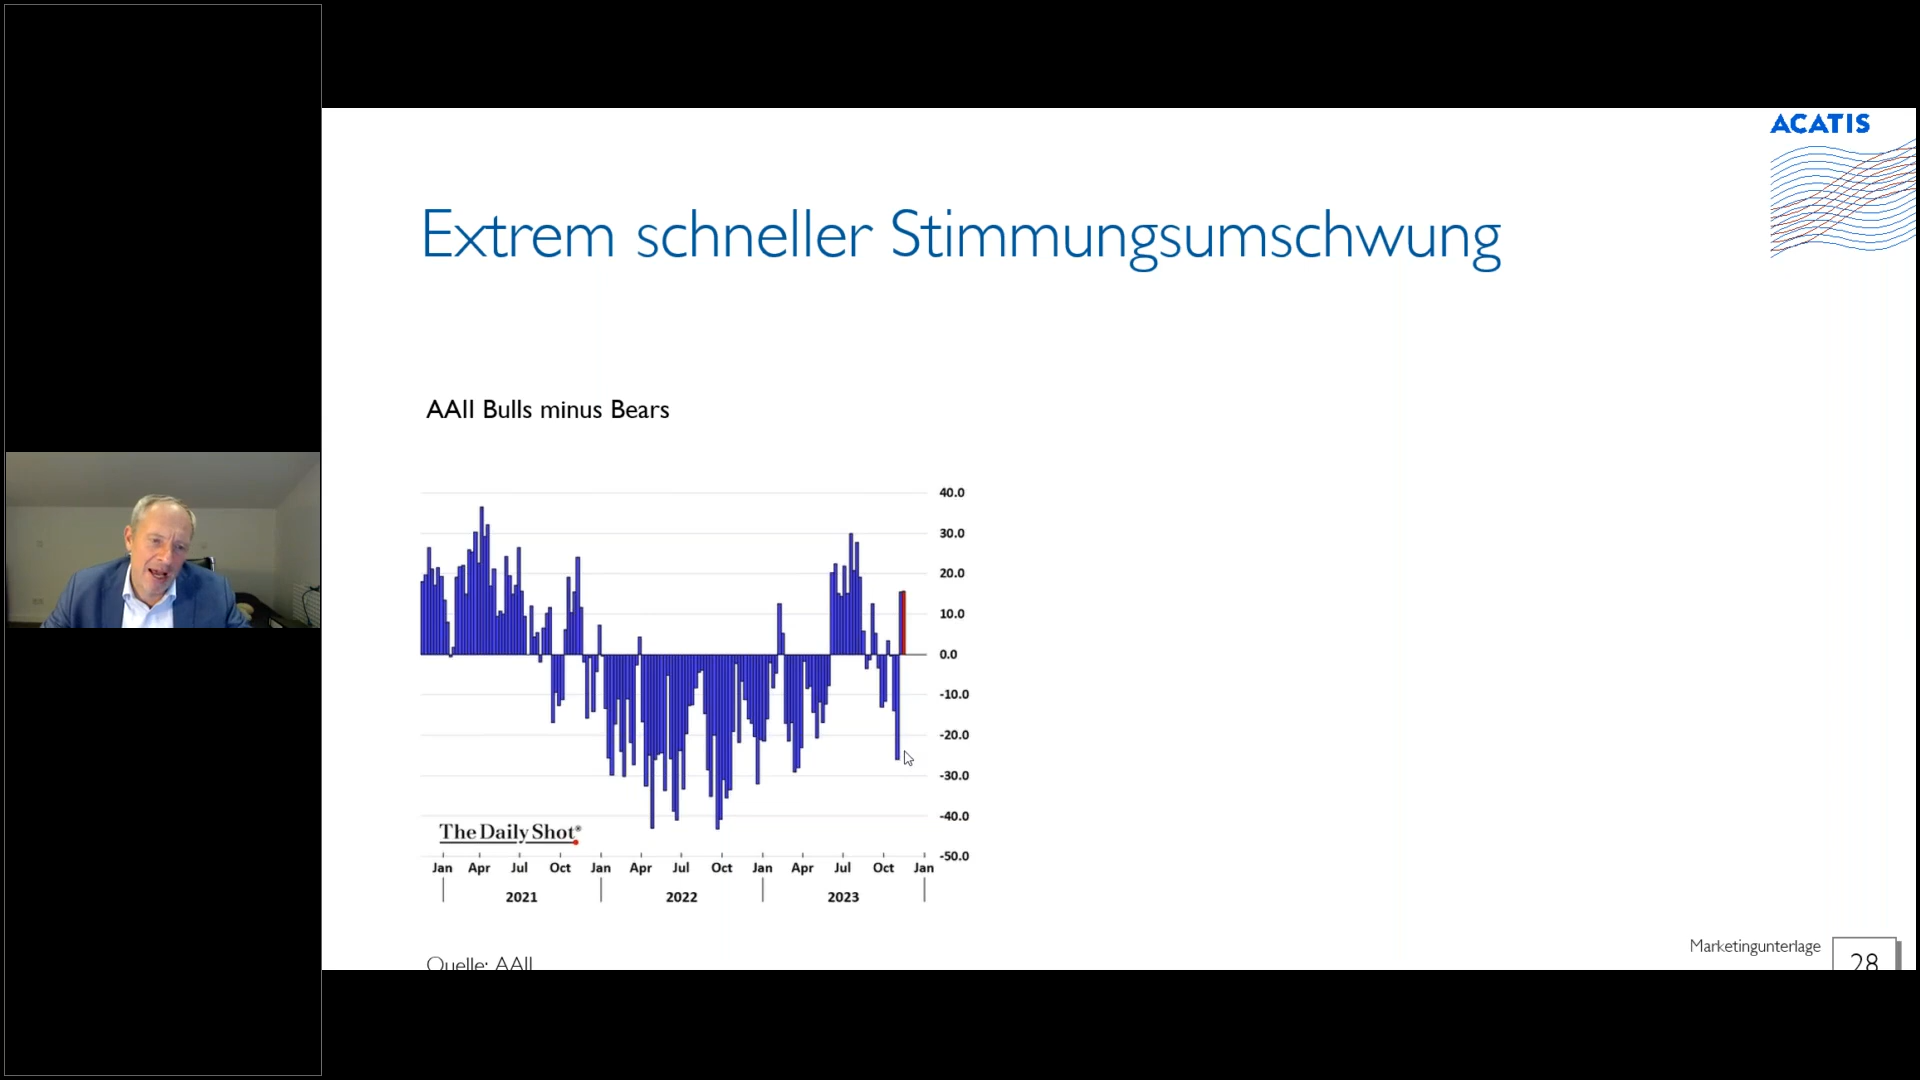 ACATIS
Extrem schneller Stimmungsumschwung
AAII Bulls minus Bears
40.0
30.0
20.0
10.0
0.0
-10.0
-20.0
-30.0
-40.0
-50.0
The Daily Shot®
Jan Apr Jul Oct Jan Apr Jul Oct Jan Apr Jul Oct Jan
2021 2022 2023
Quelle: AAII
Marketingunterlage
28